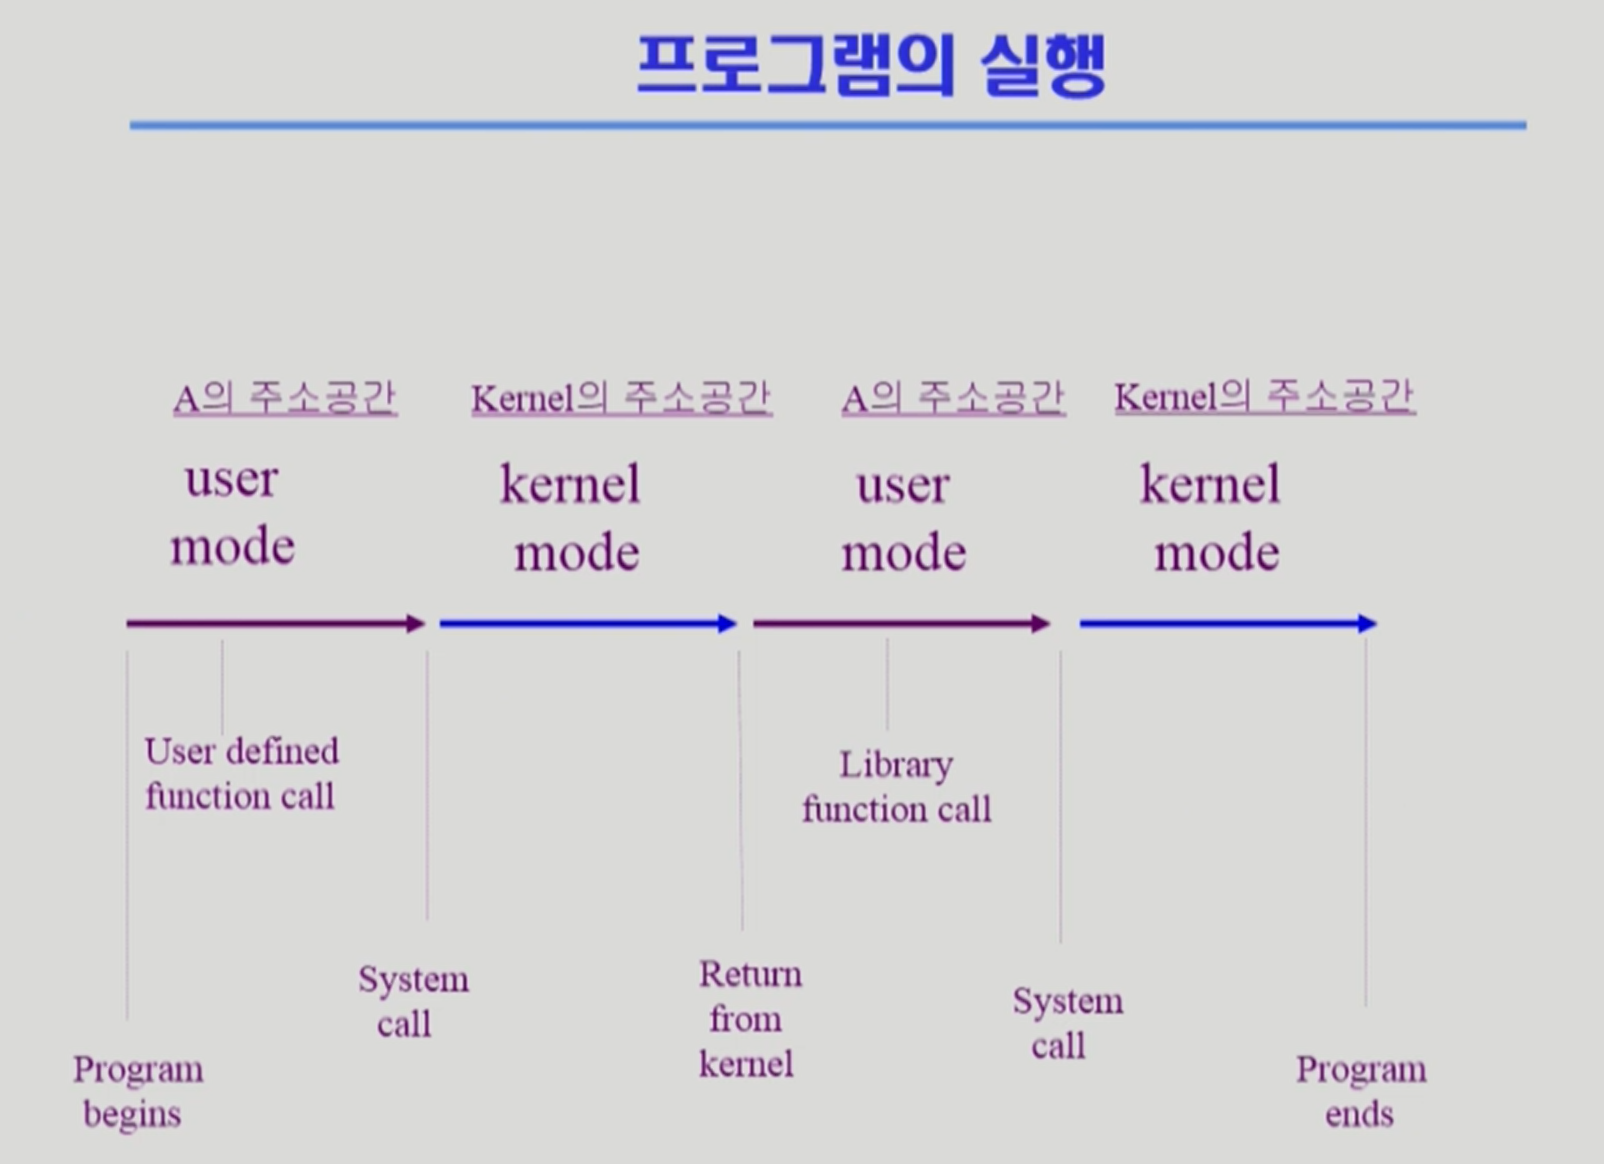 프로그램의 실행
A의 주소공간
Kernel의 주소공간
A의 주소공간
Kernel의 주소공간
user
mode
kernel
mode
user
mode
kernel
mode
User defined
function call
Library
function call
System
call
Return
from
kernel
System
call
Program
begins
Program
ends